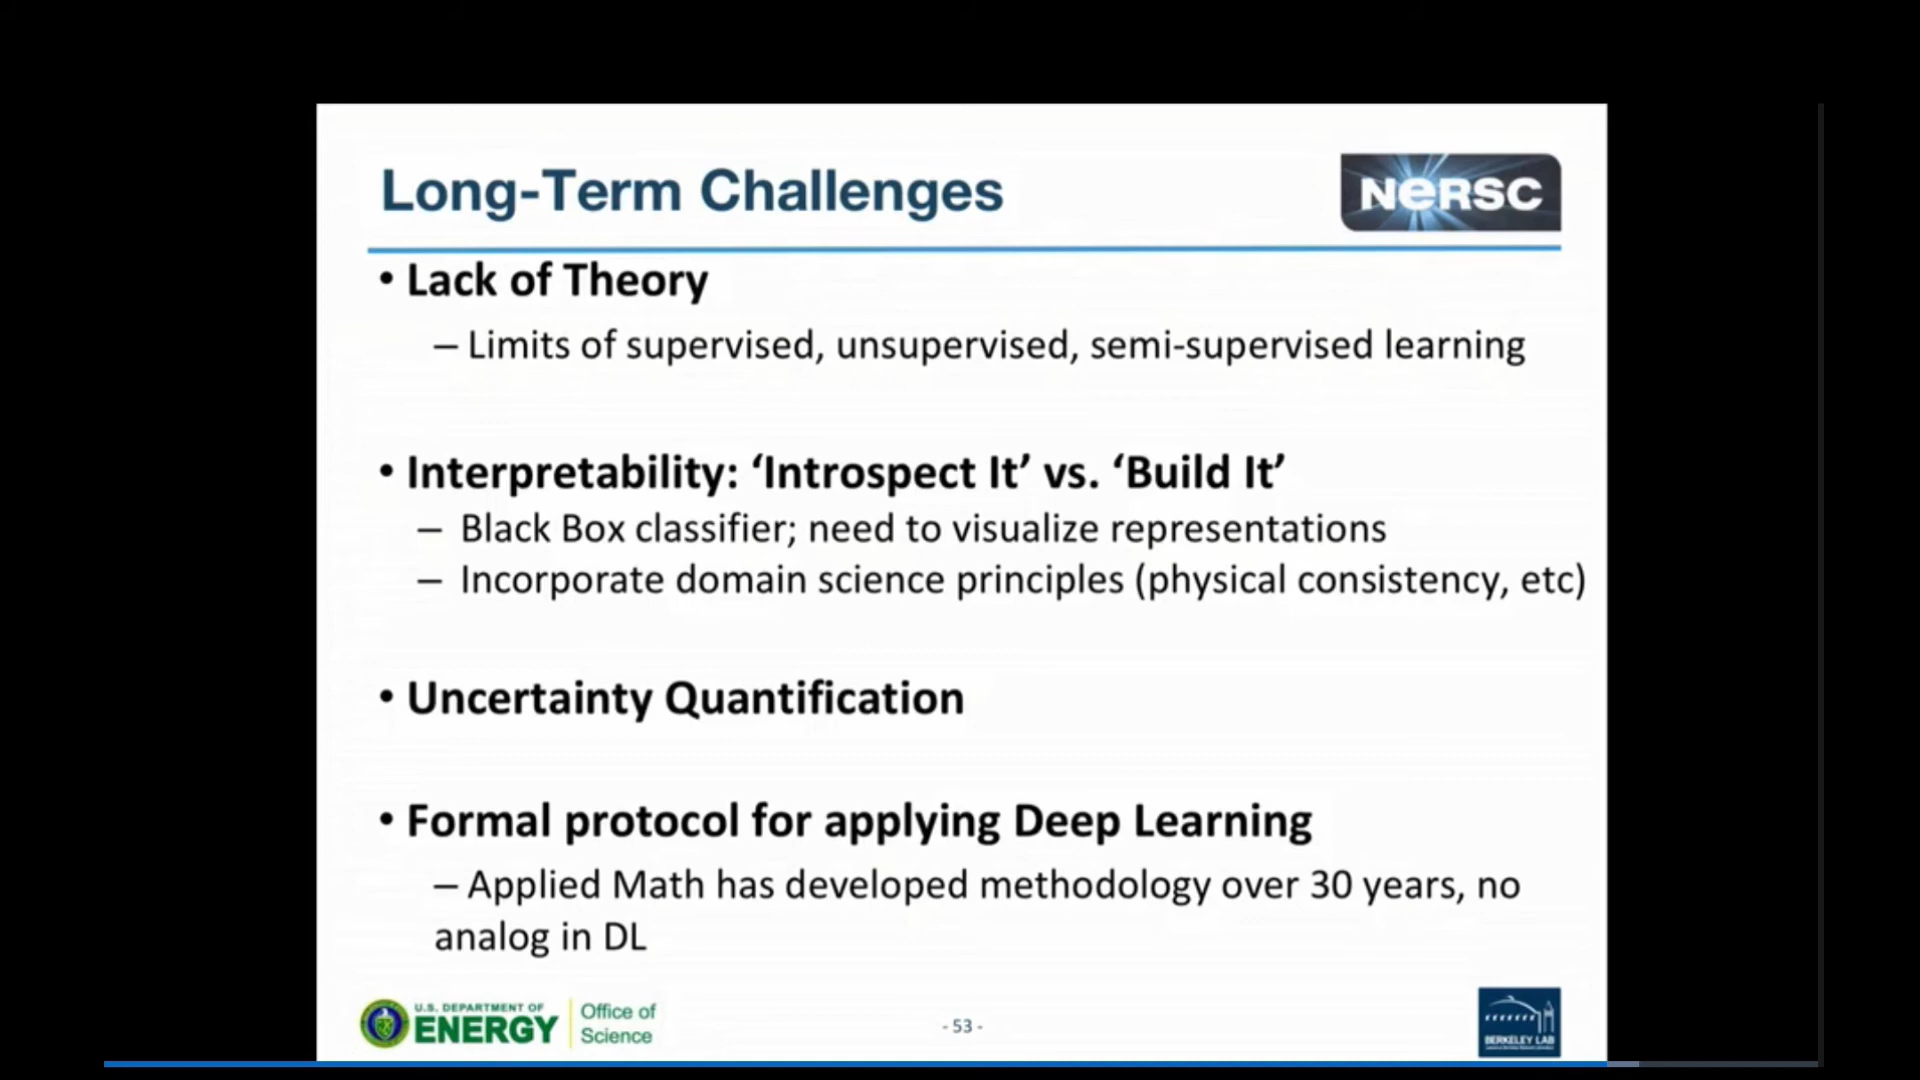 Long-Term Challenges
NERSC
• Lack of Theory
– Limits of supervised, unsupervised, semi-supervised learning
• Interpretability: ‘Introspect It’ vs. ‘Build It’
– Black Box classifier; need to visualize representations
– Incorporate domain science principles (physical consistency, etc)
• Uncertainty Quantification
• Formal protocol for applying Deep Learning
– Applied Math has developed methodology over 30 years, no
analog in DL
U.S. DEPARTMENT OF
ENERGY
Office of
Science
- 53 -
BERKELEY LAB